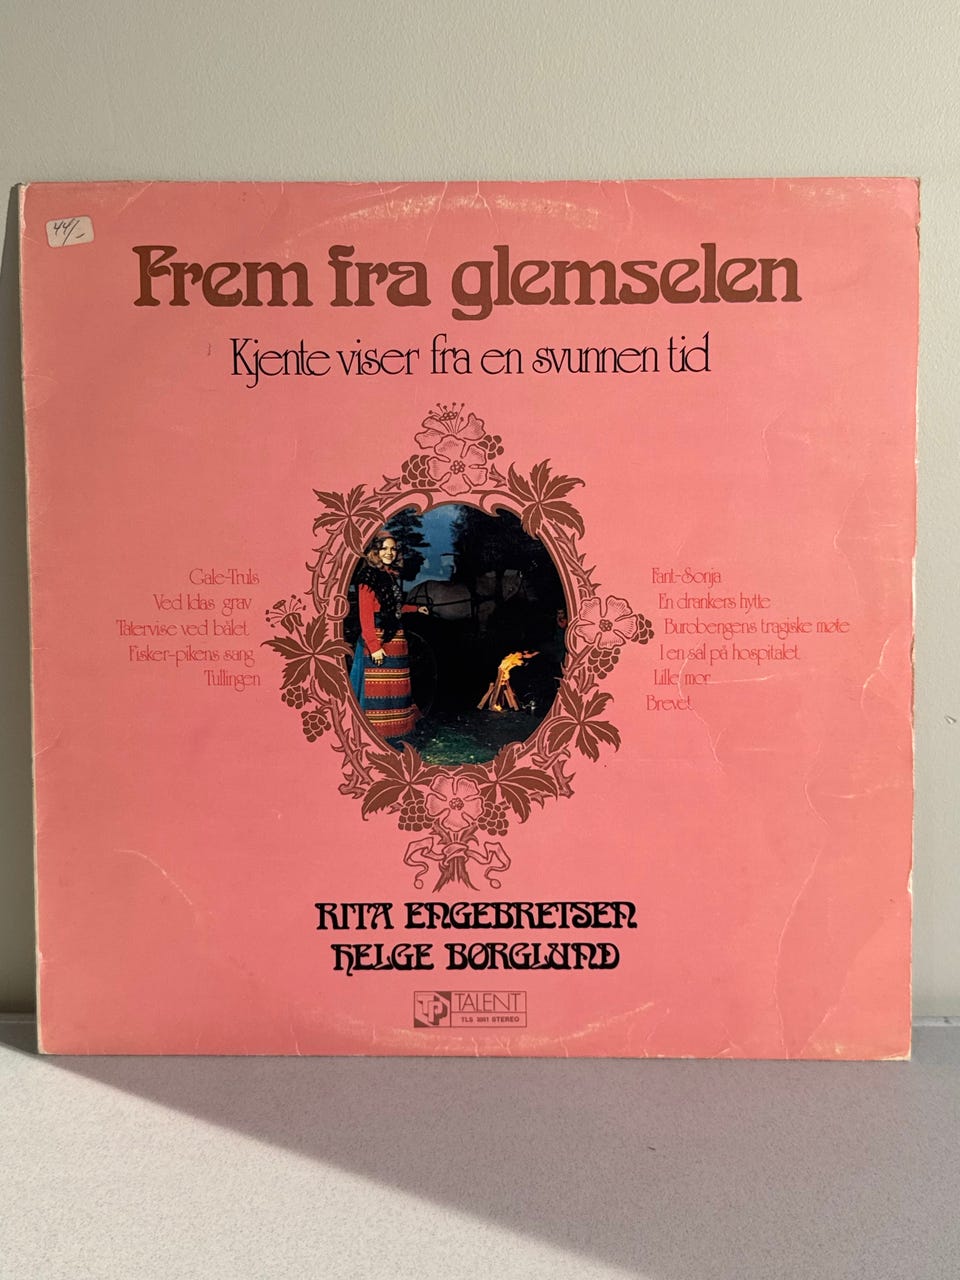 44/-
Frem fra glemselen
Kjente viser fra en svunnen tid
Gale-Truls
Ved Idas grav
Tatervise ved bålet
Fisker-pikens sang
Tullingen
Fant-Sonja
En drankers hytte
Burobengens tragiske møte
I en sal på hospitalet
Lille mor
Brevet
RITA ENGEBRETSEN
HELGE BØRGLUND
TP TALENT
TLS 3061 STEREO